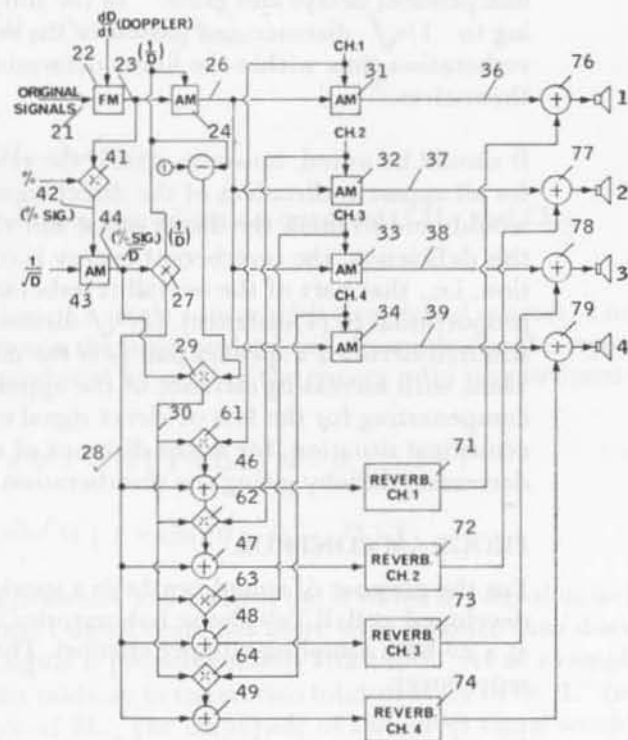 dD
dt (DOPPLER)
22
23
(1/D)
26
CH.1
31
36
76
ORIGINAL
SIGNALS
FM
AM
AM
+
1
21
24
CH.2
41
32
37
77
%
42
(% SIG.)
44
1
−
AM
+
2
CH.3
33
38
78
(% SIG)
√D
(1/D)
AM
+
3
1
√D
AM
43
27
CH.4
34
39
79
AM
+
4
29
30
61
28
46
71
REVERB.
CH. 1
+
62
72
47
REVERB.
CH. 2
+
63
73
48
REVERB.
CH. 3
+
64
74
49
REVERB.
CH. 4
+